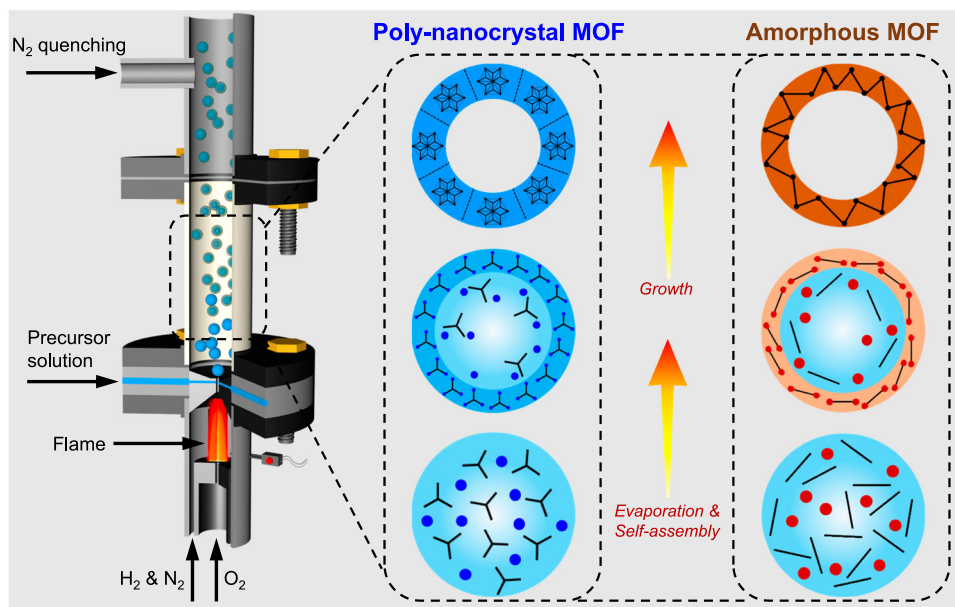 N₂ quenching
Poly-nanocrystal MOF
Amorphous MOF
Growth
Precursor
solution
Flame
Evaporation &
Self-assembly
H₂ & N₂
O₂